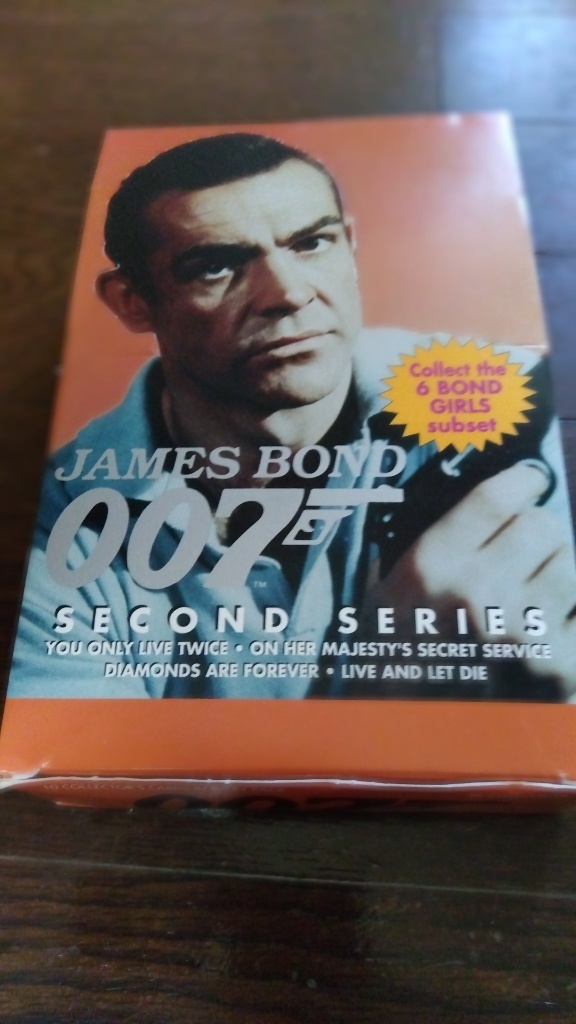 Collect the
6 BOND
GIRLS
subset
JAMES BOND
007
TM
SECOND SERIES
YOU ONLY LIVE TWICE • ON HER MAJESTY'S SECRET SERVICE
DIAMONDS ARE FOREVER • LIVE AND LET DIE